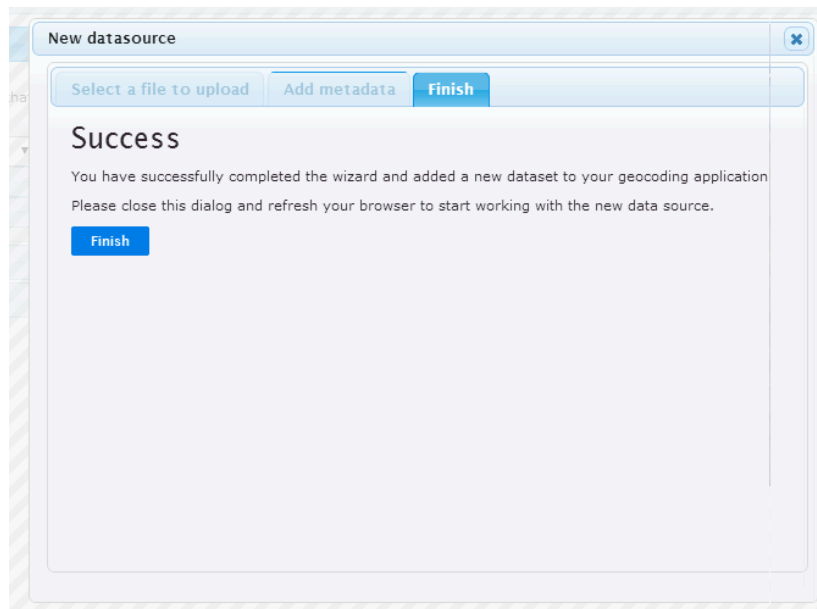 New datasource
Select a file to upload Add metadata Finish
Success
You have successfully completed the wizard and added a new dataset to your geocoding application
Please close this dialog and refresh your browser to start working with the new data source.
Finish